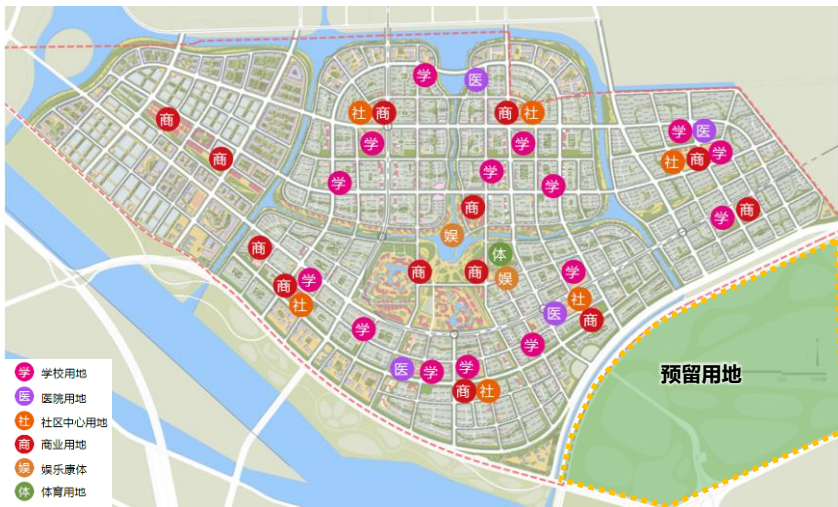 学 医
社 商 商 社
商
学 学 学 医
商 社 商 学
学 学 学
商 学 商
娱
商 体
商 商 娱 学
商 学
社 社
医 商
学 学
医 学 学
预留用地
商 社
学 学校用地
医 医院用地
社 社区中心用地
商 商业用地
娱 娱乐康体
体 体育用地